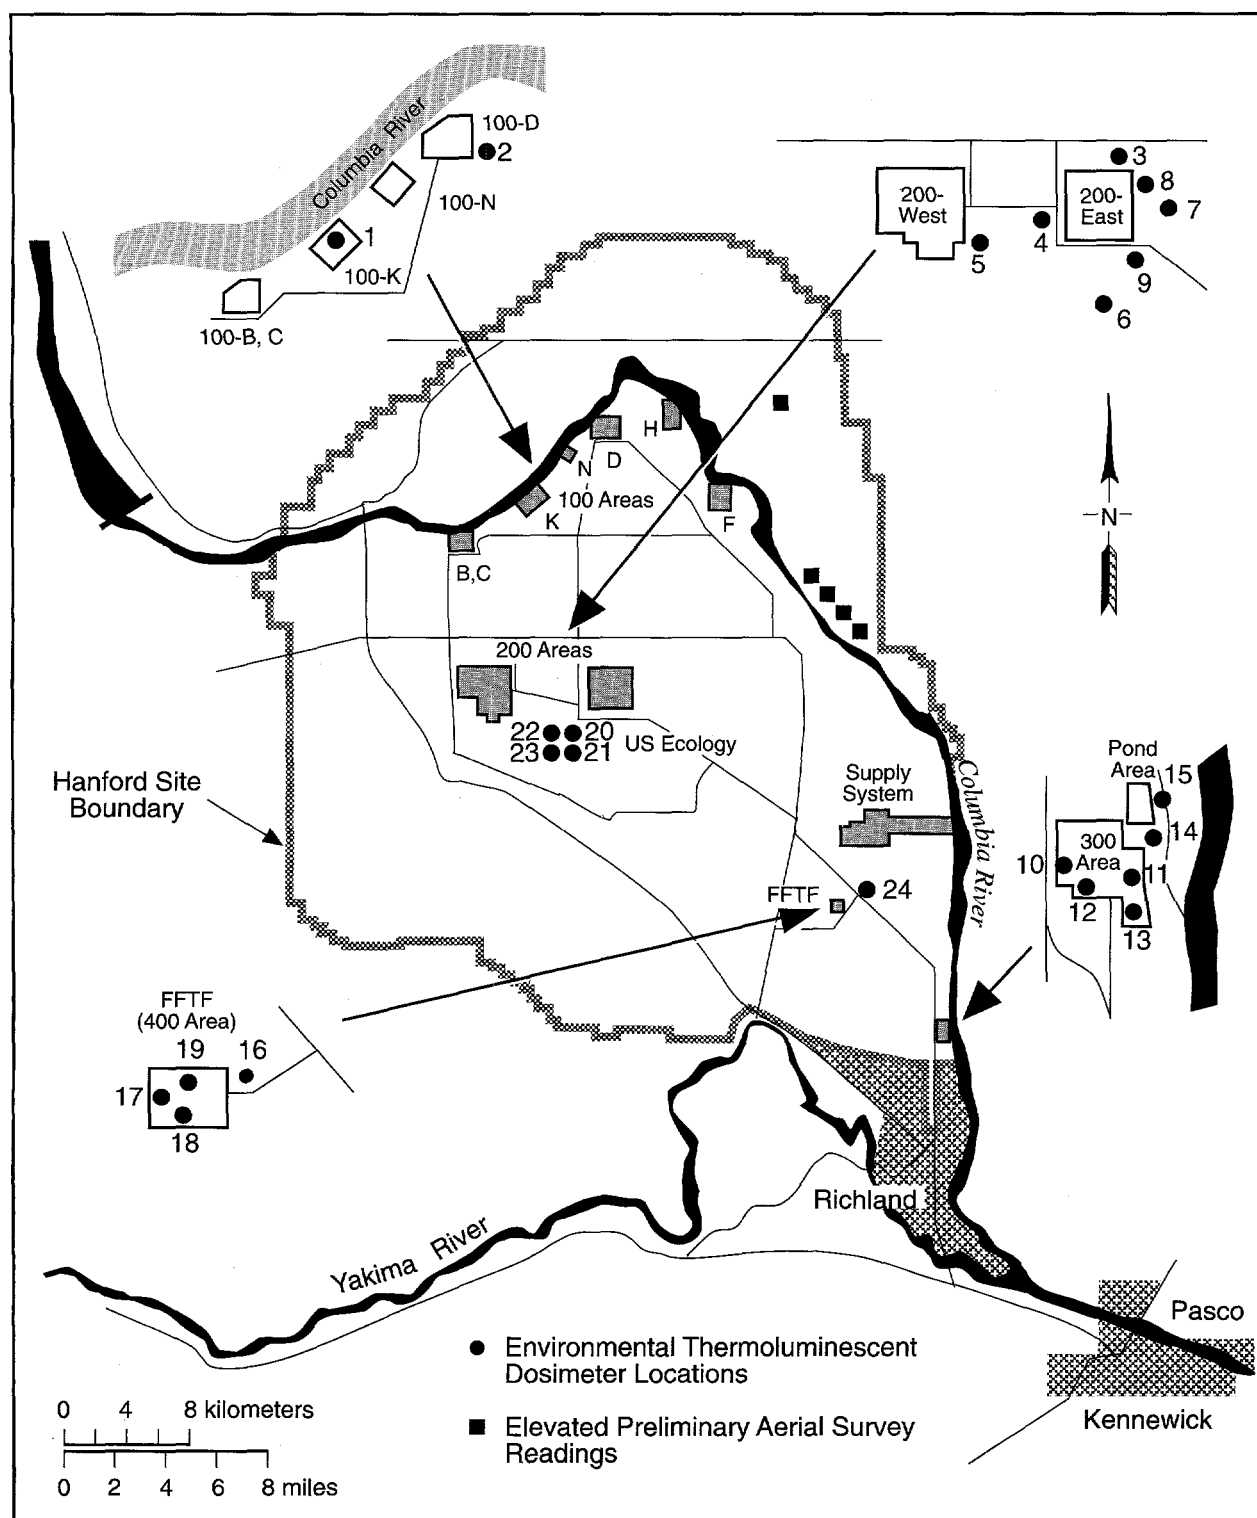 Columbia River
100-D
2
100-N
1
100-K
100-B, C
200-
West
200-
East
3
8
7
4
5
9
6
H
D
N
100 Areas
K
F
B,C
N
200 Areas
22
20
23
21
US Ecology
Hanford Site
Boundary
Supply
System
Columbia River
Pond
Area
15
14
300
Area
10
11
12
13
FFTF
24
FFTF
(400 Area)
19
16
17
18
Richland
Yakima River
Pasco
Kennewick
Environmental Thermoluminescent
Dosimeter Locations
Elevated Preliminary Aerial Survey
Readings
0 4 8 kilometers
0 2 4 6 8 miles